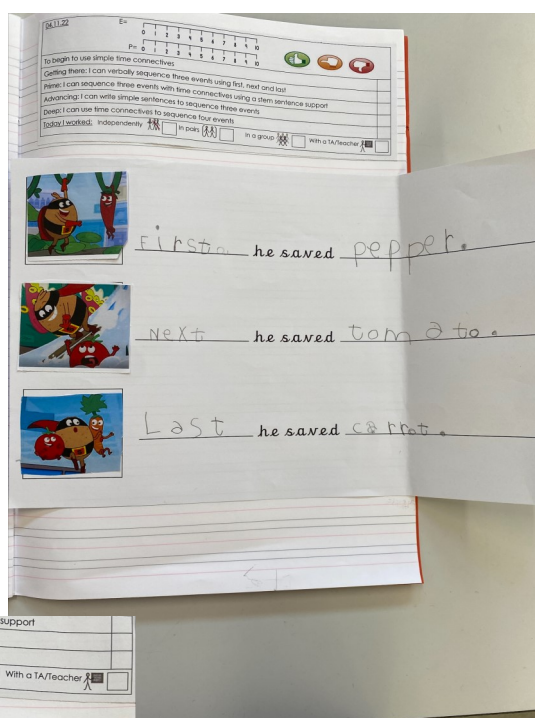 04.11.22
E=
0 1 2 3 4 5 6 7 8 9 10
P=
0 1 2 3 4 5 6 7 8 9 10
To begin to use simple time connectives
Getting there: I can verbally sequence three events using first, next and last
Prime: I can sequence three events with time connectives using a stem sentence support
Advancing: I can write simple sentences to sequence three events
Deep: I can use time connectives to sequence four events
Today I worked: Independently In pairs In a group With a TA/Teacher
First he saved pepper.
Next he saved tomato.
Last he saved carrot.
support
With a TA/Teacher